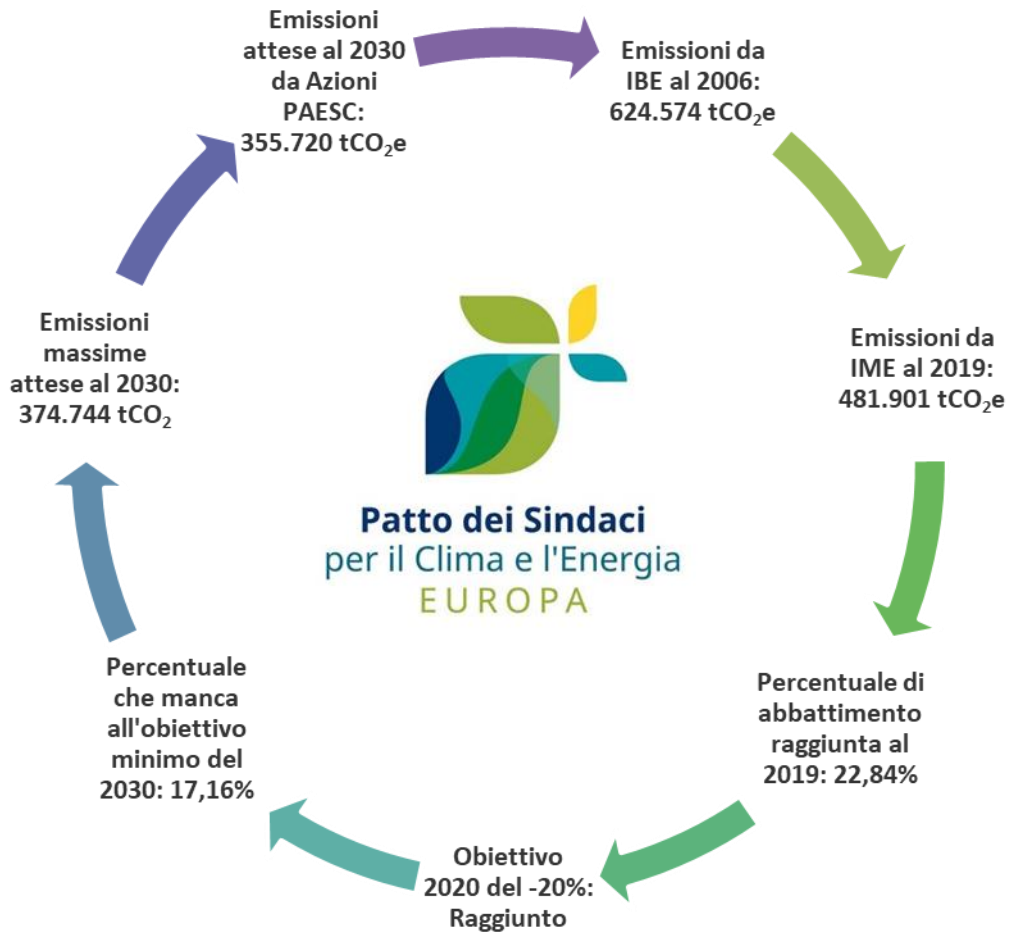 Emissioni
attese al 2030
da Azioni
PAESC:
355.720 tCO₂e
Emissioni da
IBE al 2006:
624.574 tCO₂e
Emissioni da
IME al 2019:
481.901 tCO₂e
Percentuale di
abbattimento
raggiunta al
2019: 22,84%
Obiettivo
2020 del -20%:
Raggiunto
Percentuale
che manca
all'obiettivo
minimo del
2030: 17,16%
Emissioni
massime
attese al 2030:
374.744 tCO₂
Patto dei Sindaci
per il Clima e l'Energia
EUROPA